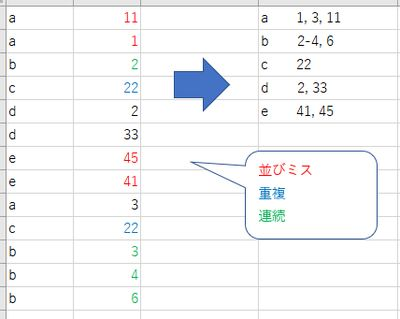 a 11 a 1, 3, 11
a 1 b 2-4, 6
b 2 c 22
c 22 d 2, 33
d 2 e 41, 45
d 33
e 45 並びミス
e 41 重複
a 3 連続
c 22
b 3
b 4
b 6